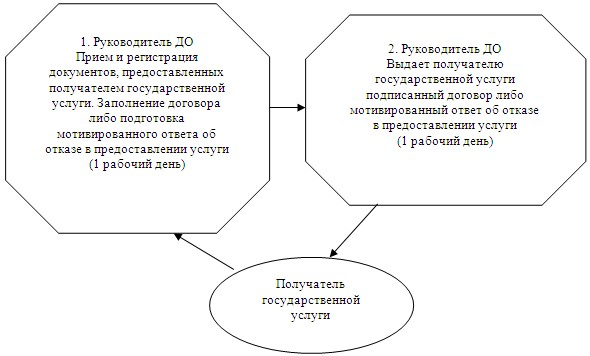 1. Руководитель ДО
Прием и регистрация
документов, предоставленных
получателем государственной
услуги. Заполнение договора
либо подготовка
мотивированного ответа об
отказе в предоставлении услуги
(1 рабочий день)
2. Руководитель ДО
Выдает получателю
государственной услуги
подписанный договор либо
мотивированный ответ об отказе
в предоставлении услуги
(1 рабочий день)
Получатель
государственной
услуги